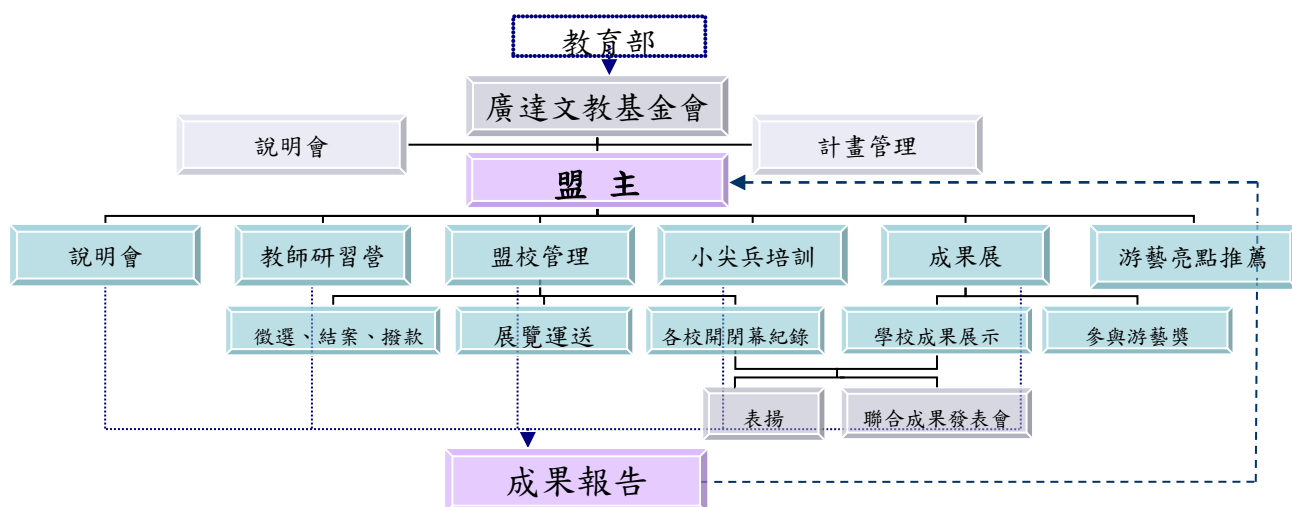 教育部
廣達文教基金會
說明會
計畫管理
盟 主
說明會
教師研習營
盟校管理
小尖兵培訓
成果展
游藝亮點推薦
徵選、結案、撥款
展覽運送
各校開閉幕紀錄
學校成果展示
參與游藝獎
表揚
聯合成果發表會
成果報告